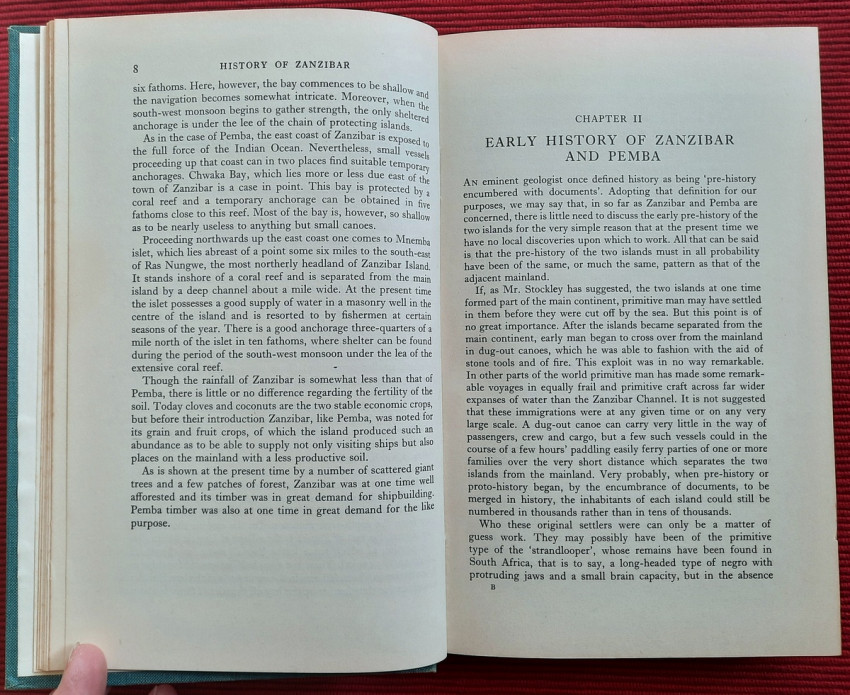 8 HISTORY OF ZANZIBAR
six fathoms. Here, however, the bay commences to be shallow and
the navigation becomes somewhat intricate. Moreover, when the
south-west monsoon begins to gather strength, the only sheltered
anchorage is under the lee of the chain of protecting islands.
As in the case of Pemba, the east coast of Zanzibar is exposed to
the full force of the Indian Ocean. Nevertheless, small vessels
proceeding up that coast can in two places find suitable temporary
anchorages. Chwaka Bay, which lies more or less due east of the
town of Zanzibar is a case in point. This bay is protected by a
coral reef and a temporary anchorage can be obtained in five
fathoms close to this reef. Most of the bay is, however, so shallow
as to be nearly useless to anything but small canoes.
Proceeding northwards up the east coast one comes to Mnemba
islet, which lies abreast of a point some six miles to the south-east
of Ras Nungwe, the most northerly headland of Zanzibar Island.
It stands inshore of a coral reef and is separated from the main
island by a deep channel about a mile wide. At the present time
the islet possesses a good supply of water in a masonry well in the
centre of the island and is resorted to by fishermen at certain
seasons of the year. There is a good anchorage three-quarters of a
mile north of the islet in ten fathoms, where shelter can be found
during the period of the south-west monsoon under the lea of the
extensive coral reef.
Though the rainfall of Zanzibar is somewhat less than that of
Pemba, there is little or no difference regarding the fertility of the
soil. Today cloves and coconuts are the two stable economic crops,
but before their introduction Zanzibar, like Pemba, was noted for
its grain and fruit crops, of which the island produced such an
abundance as to be able to supply not only visiting ships but also
places on the mainland with a less productive soil.
As is shown at the present time by a number of scattered giant
trees and a few patches of forest, Zanzibar was at one time well
afforested and its timber was in great demand for shipbuilding.
Pemba timber was also at one time in great demand for the like
purpose.
CHAPTER II
EARLY HISTORY OF ZANZIBAR
AND PEMBA
AN eminent geologist once defined history as being 'pre-history
encumbered with documents'. Adopting that definition for our
purposes, we may say that, in so far as Zanzibar and Pemba are
concerned, there is little need to discuss the early pre-history of the
two islands for the very simple reason that at the present time we
have no local discoveries upon which to work. All that can be said
is that the pre-history of the two islands must in all probability
have been of the same, or much the same, pattern as that of the
adjacent mainland.
If, as Mr. Stockley has suggested, the two islands at one time
formed part of the main continent, primitive man may have settled
in them before they were cut off by the sea. But this point is of
no great importance. After the islands became separated from the
main continent, early man began to cross over from the mainland
in dug-out canoes, which he was able to fashion with the aid of
stone tools and of fire. This exploit was in no way remarkable.
In other parts of the world primitive man has made some remark-
able voyages in equally frail and primitive craft across far wider
expanses of water than the Zanzibar Channel. It is not suggested
that these immigrations were at any given time or on any very
large scale. A dug-out canoe can carry very little in the way of
passengers, crew and cargo, but a few such vessels could in the
course of a few hours' paddling easily ferry parties of one or more
families over the very short distance which separates the two
islands from the mainland. Very probably, when pre-history or
proto-history began, by the encumbrance of documents, to be
merged in history, the inhabitants of each island could still be
numbered in thousands rather than in tens of thousands.
Who these original settlers were can only be a matter of
guess work. They may possibly have been of the primitive
type of the 'strandlooper', whose remains have been found in
South Africa, that is to say, a long-headed type of negro with
protruding jaws and a small brain capacity, but in the absence
B